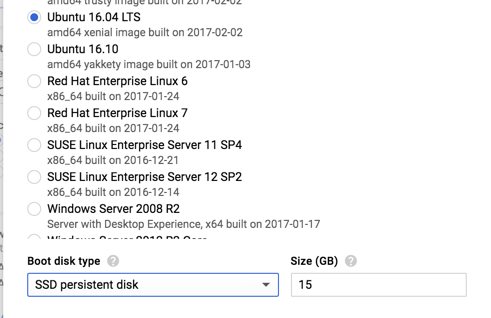 amd64 trusty image built on 2017-02-02
Ubuntu 16.04 LTS
amd64 xenial image built on 2017-02-02
Ubuntu 16.10
amd64 yakkety image built on 2017-01-03
Red Hat Enterprise Linux 6
x86_64 built on 2017-01-24
Red Hat Enterprise Linux 7
x86_64 built on 2017-01-24
SUSE Linux Enterprise Server 11 SP4
x86_64 built on 2016-12-21
SUSE Linux Enterprise Server 12 SP2
x86_64 built on 2016-12-14
Windows Server 2008 R2
Server with Desktop Experience, x64 built on 2017-01-17
Boot disk type ? Size (GB) ?
SSD persistent disk 15